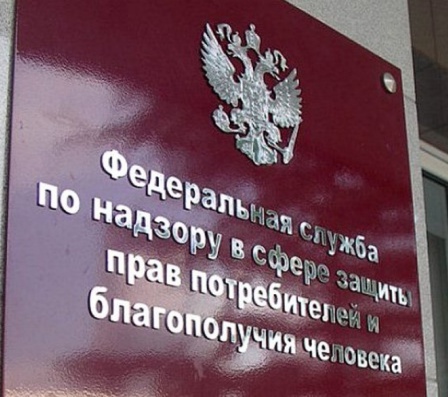 Федеральная служба
по надзору в сфере защиты
прав потребителей и
благополучия человека